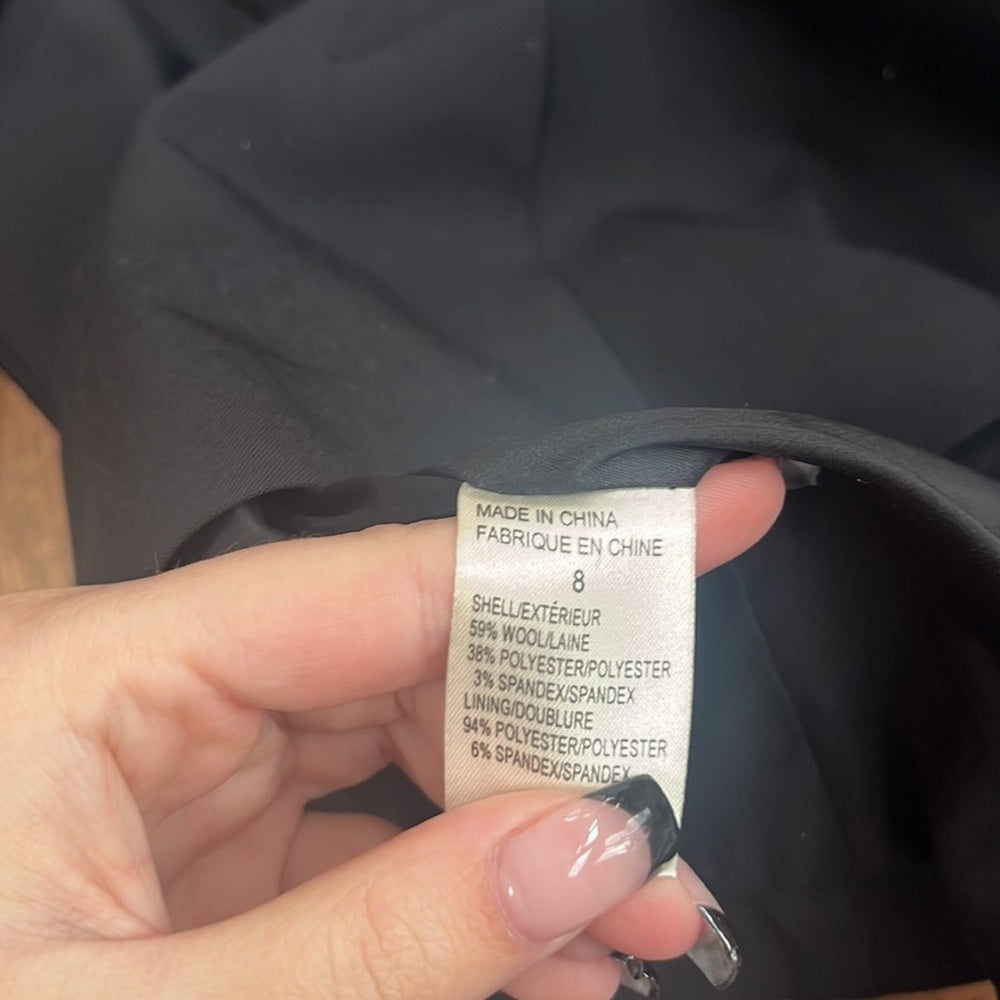 MADE IN CHINA
FABRIQUE EN CHINE
8
SHELL/EXTÉRIEUR
59% WOOL/LAINE
38% POLYESTER/POLYESTER
3% SPANDEX/SPANDEX
LINING/DOUBLURE
94% POLYESTER/POLYESTER
6% SPANDEX/SPANDEX